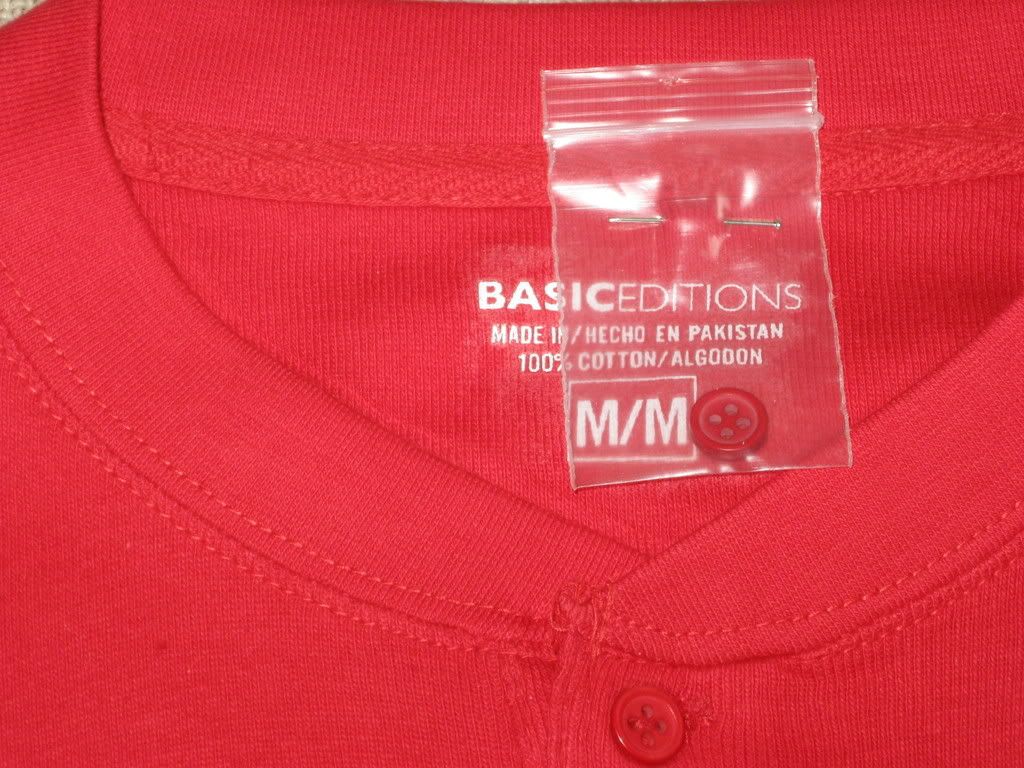 BASICEDITIONS
MADE IN/HECHO EN PAKISTAN
100% COTTON/ALGODON
M/M